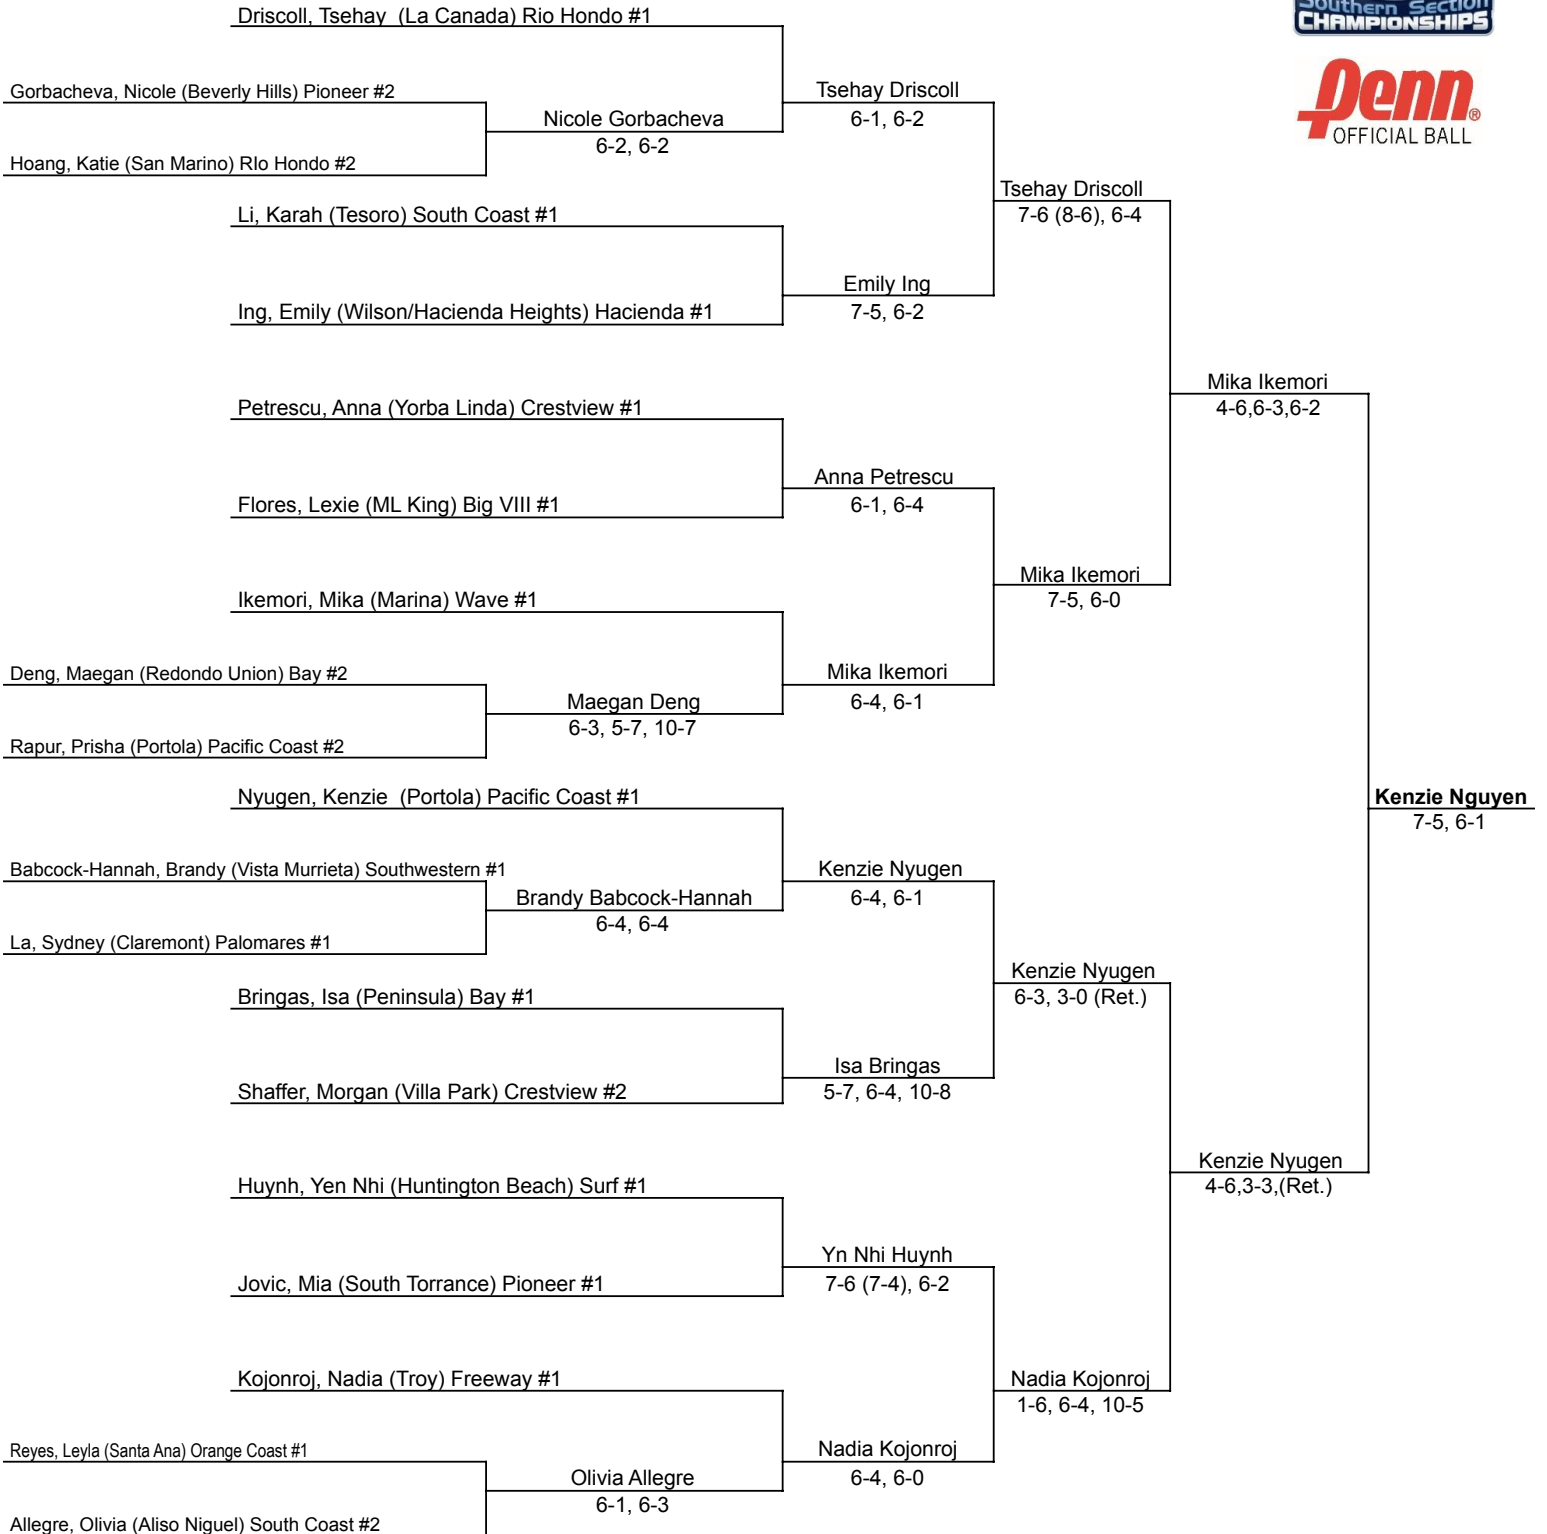 Driscoll, Tsehay  (La Canada) Rio Hondo #1
Southern Section
CHAMPIONSHIPS
Penn®
OFFICIAL BALL
Gorbacheva, Nicole (Beverly Hills) Pioneer #2
Tsehay Driscoll
6-1, 6-2
Nicole Gorbacheva
6-2, 6-2
Hoang, Katie (San Marino) RIo Hondo #2
Tsehay Driscoll
7-6 (8-6), 6-4
Li, Karah (Tesoro) South Coast #1
Emily Ing
7-5, 6-2
Ing, Emily (Wilson/Hacienda Heights) Hacienda #1
Mika Ikemori
4-6,6-3,6-2
Petrescu, Anna (Yorba Linda) Crestview #1
Anna Petrescu
6-1, 6-4
Flores, Lexie (ML King) Big VIII #1
Mika Ikemori
7-5, 6-0
Ikemori, Mika (Marina) Wave #1
Deng, Maegan (Redondo Union) Bay #2
Mika Ikemori
6-4, 6-1
Maegan Deng
6-3, 5-7, 10-7
Rapur, Prisha (Portola) Pacific Coast #2
Nyugen, Kenzie  (Portola) Pacific Coast #1
Kenzie Nguyen
7-5, 6-1
Babcock-Hannah, Brandy (Vista Murrieta) Southwestern #1
Kenzie Nyugen
6-4, 6-1
Brandy Babcock-Hannah
6-4, 6-4
La, Sydney (Claremont) Palomares #1
Kenzie Nyugen
6-3, 3-0 (Ret.)
Bringas, Isa (Peninsula) Bay #1
Isa Bringas
5-7, 6-4, 10-8
Shaffer, Morgan (Villa Park) Crestview #2
Kenzie Nyugen
4-6,3-3,(Ret.)
Huynh, Yen Nhi (Huntington Beach) Surf #1
Yn Nhi Huynh
7-6 (7-4), 6-2
Jovic, Mia (South Torrance) Pioneer #1
Kojonroj, Nadia (Troy) Freeway #1
Nadia Kojonroj
1-6, 6-4, 10-5
Reyes, Leyla (Santa Ana) Orange Coast #1
Nadia Kojonroj
6-4, 6-0
Olivia Allegre
6-1, 6-3
Allegre, Olivia (Aliso Niguel) South Coast #2